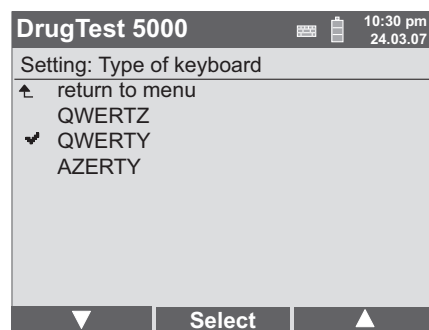 DrugTest 5000 10:30 pm
24.03.07
Setting: Type of keyboard
return to menu
QWERTZ
QWERTY
AZERTY
Select